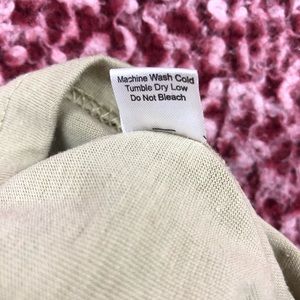 Machine Wash Cold
Tumble Dry Low
Do Not Bleach